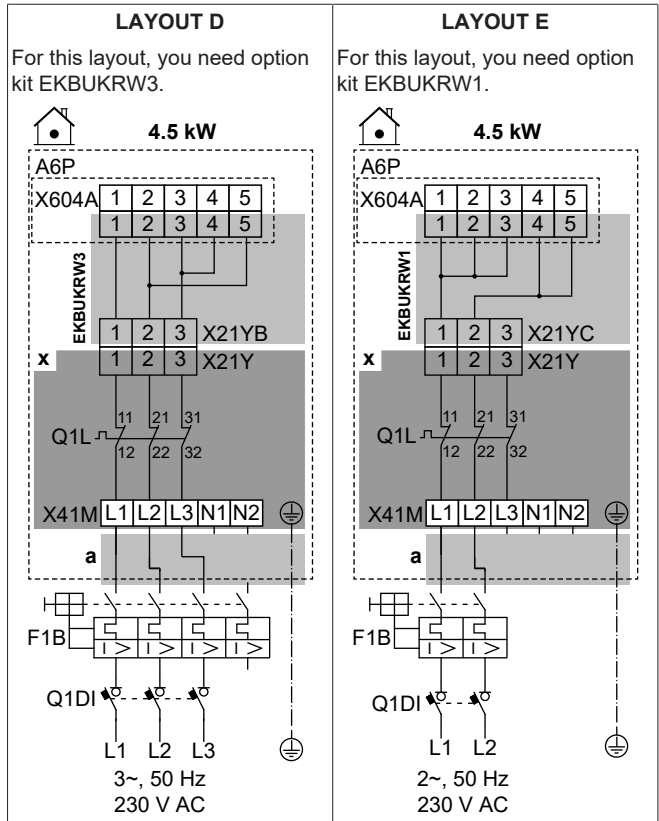 LAYOUT D
For this layout, you need option
kit EKBUKRW3.
4.5 kW
A6P
X604A 1 2 3 4 5
1 2 3 4 5
EKBUKRW3
1 2 3 X21YB
x 1 2 3 X21Y
11 21 31
Q1L
12 22 32
X41M L1 L2 L3 N1 N2
a
F1B
I > I > I > I >
Q1DI
L1 L2 L3
3~, 50 Hz
230 V AC
LAYOUT E
For this layout, you need option
kit EKBUKRW1.
4.5 kW
A6P
X604A 1 2 3 4 5
1 2 3 4 5
EKBUKRW1
1 2 3 X21YC
x 1 2 3 X21Y
11 21 31
Q1L
12 22 32
X41M L1 L2 L3 N1 N2
a
F1B
I > I >
Q1DI
L1 L2
2~, 50 Hz
230 V AC